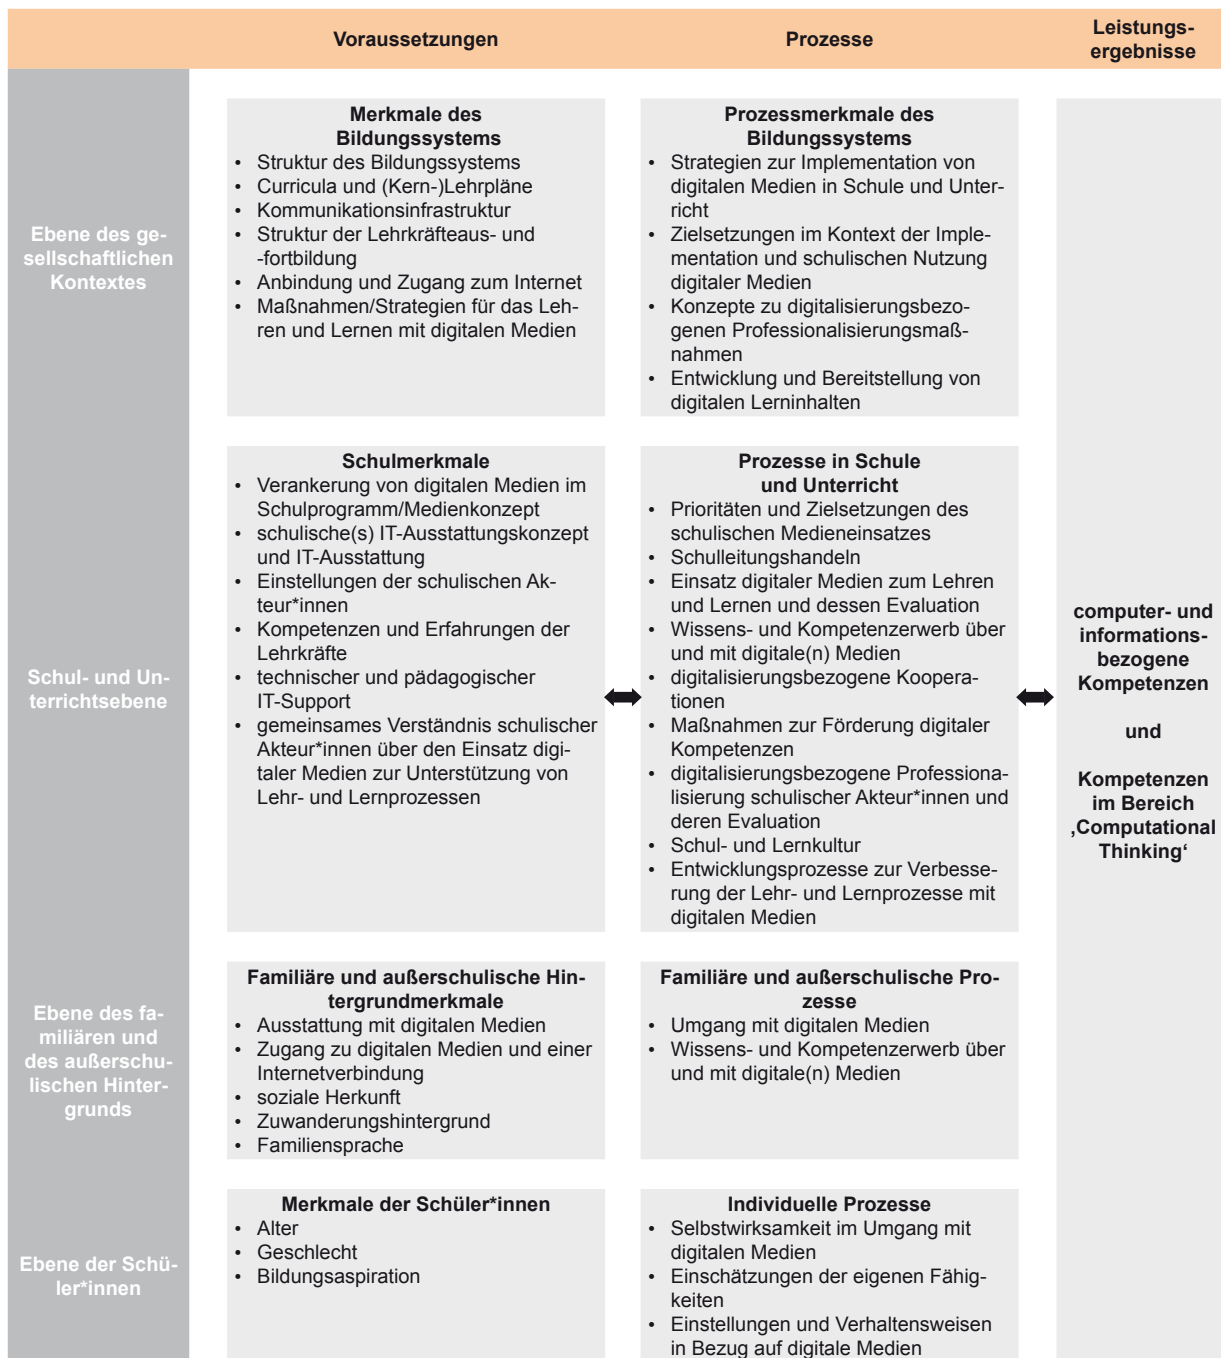 Voraussetzungen
Prozesse
Leistungs-
ergebnisse
Ebene des ge-
sellschaftlichen
Kontextes
Merkmale des
Bildungssystems
• Struktur des Bildungssystems
• Curricula und (Kern-)Lehrpläne
• Kommunikationsinfrastruktur
• Struktur der Lehrkräfteaus- und
-fortbildung
• Anbindung und Zugang zum Internet
• Maßnahmen/Strategien für das Leh-
ren und Lernen mit digitalen Medien
Prozessmerkmale des
Bildungssystems
• Strategien zur Implementation von
digitalen Medien in Schule und Unter-
richt
• Zielsetzungen im Kontext der Imple-
mentation und schulischen Nutzung
digitaler Medien
• Konzepte zu digitalisierungsbezo-
genen Professionalisierungsmaß-
nahmen
• Entwicklung und Bereitstellung von
digitalen Lerninhalten
Schul- und Un-
terrichtsebene
Schulmerkmale
• Verankerung von digitalen Medien im
Schulprogramm/Medienkonzept
• schulische(s) IT-Ausstattungskonzept
und IT-Ausstattung
• Einstellungen der schulischen Ak-
teur*innen
• Kompetenzen und Erfahrungen der
Lehrkräfte
• technischer und pädagogischer
IT-Support
• gemeinsames Verständnis schulischer
Akteur*innen über den Einsatz digi-
taler Medien zur Unterstützung von
Lehr- und Lernprozessen
Prozesse in Schule
und Unterricht
• Prioritäten und Zielsetzungen des
schulischen Medieneinsatzes
• Schulleitungshandeln
• Einsatz digitaler Medien zum Lehren
und Lernen und dessen Evaluation
• Wissens- und Kompetenzerwerb über
und mit digitale(n) Medien
• digitalisierungsbezogene Koopera-
tionen
• Maßnahmen zur Förderung digitaler
Kompetenzen
• digitalisierungsbezogene Professiona-
lisierung schulischer Akteur*innen und
deren Evaluation
• Schul- und Lernkultur
• Entwicklungsprozesse zur Verbesse-
rung der Lehr- und Lernprozesse mit
digitalen Medien
computer- und
informations-
bezogene
Kompetenzen
und
Kompetenzen
im Bereich
‚Computational
Thinking‘
Ebene des fa-
miliären und
des außerschu-
lischen Hinter-
grunds
Familiäre und außerschulische Hin-
tergrundmerkmale
• Ausstattung mit digitalen Medien
• Zugang zu digitalen Medien und einer
Internetverbindung
• soziale Herkunft
• Zuwanderungshintergrund
• Familiensprache
Familiäre und außerschulische Pro-
zesse
• Umgang mit digitalen Medien
• Wissens- und Kompetenzerwerb über
und mit digitale(n) Medien
Ebene der Schü-
ler*innen
Merkmale der Schüler*innen
• Alter
• Geschlecht
• Bildungsaspiration
Individuelle Prozesse
• Selbstwirksamkeit im Umgang mit
digitalen Medien
• Einschätzungen der eigenen Fähig-
keiten
• Einstellungen und Verhaltensweisen
in Bezug auf digitale Medien